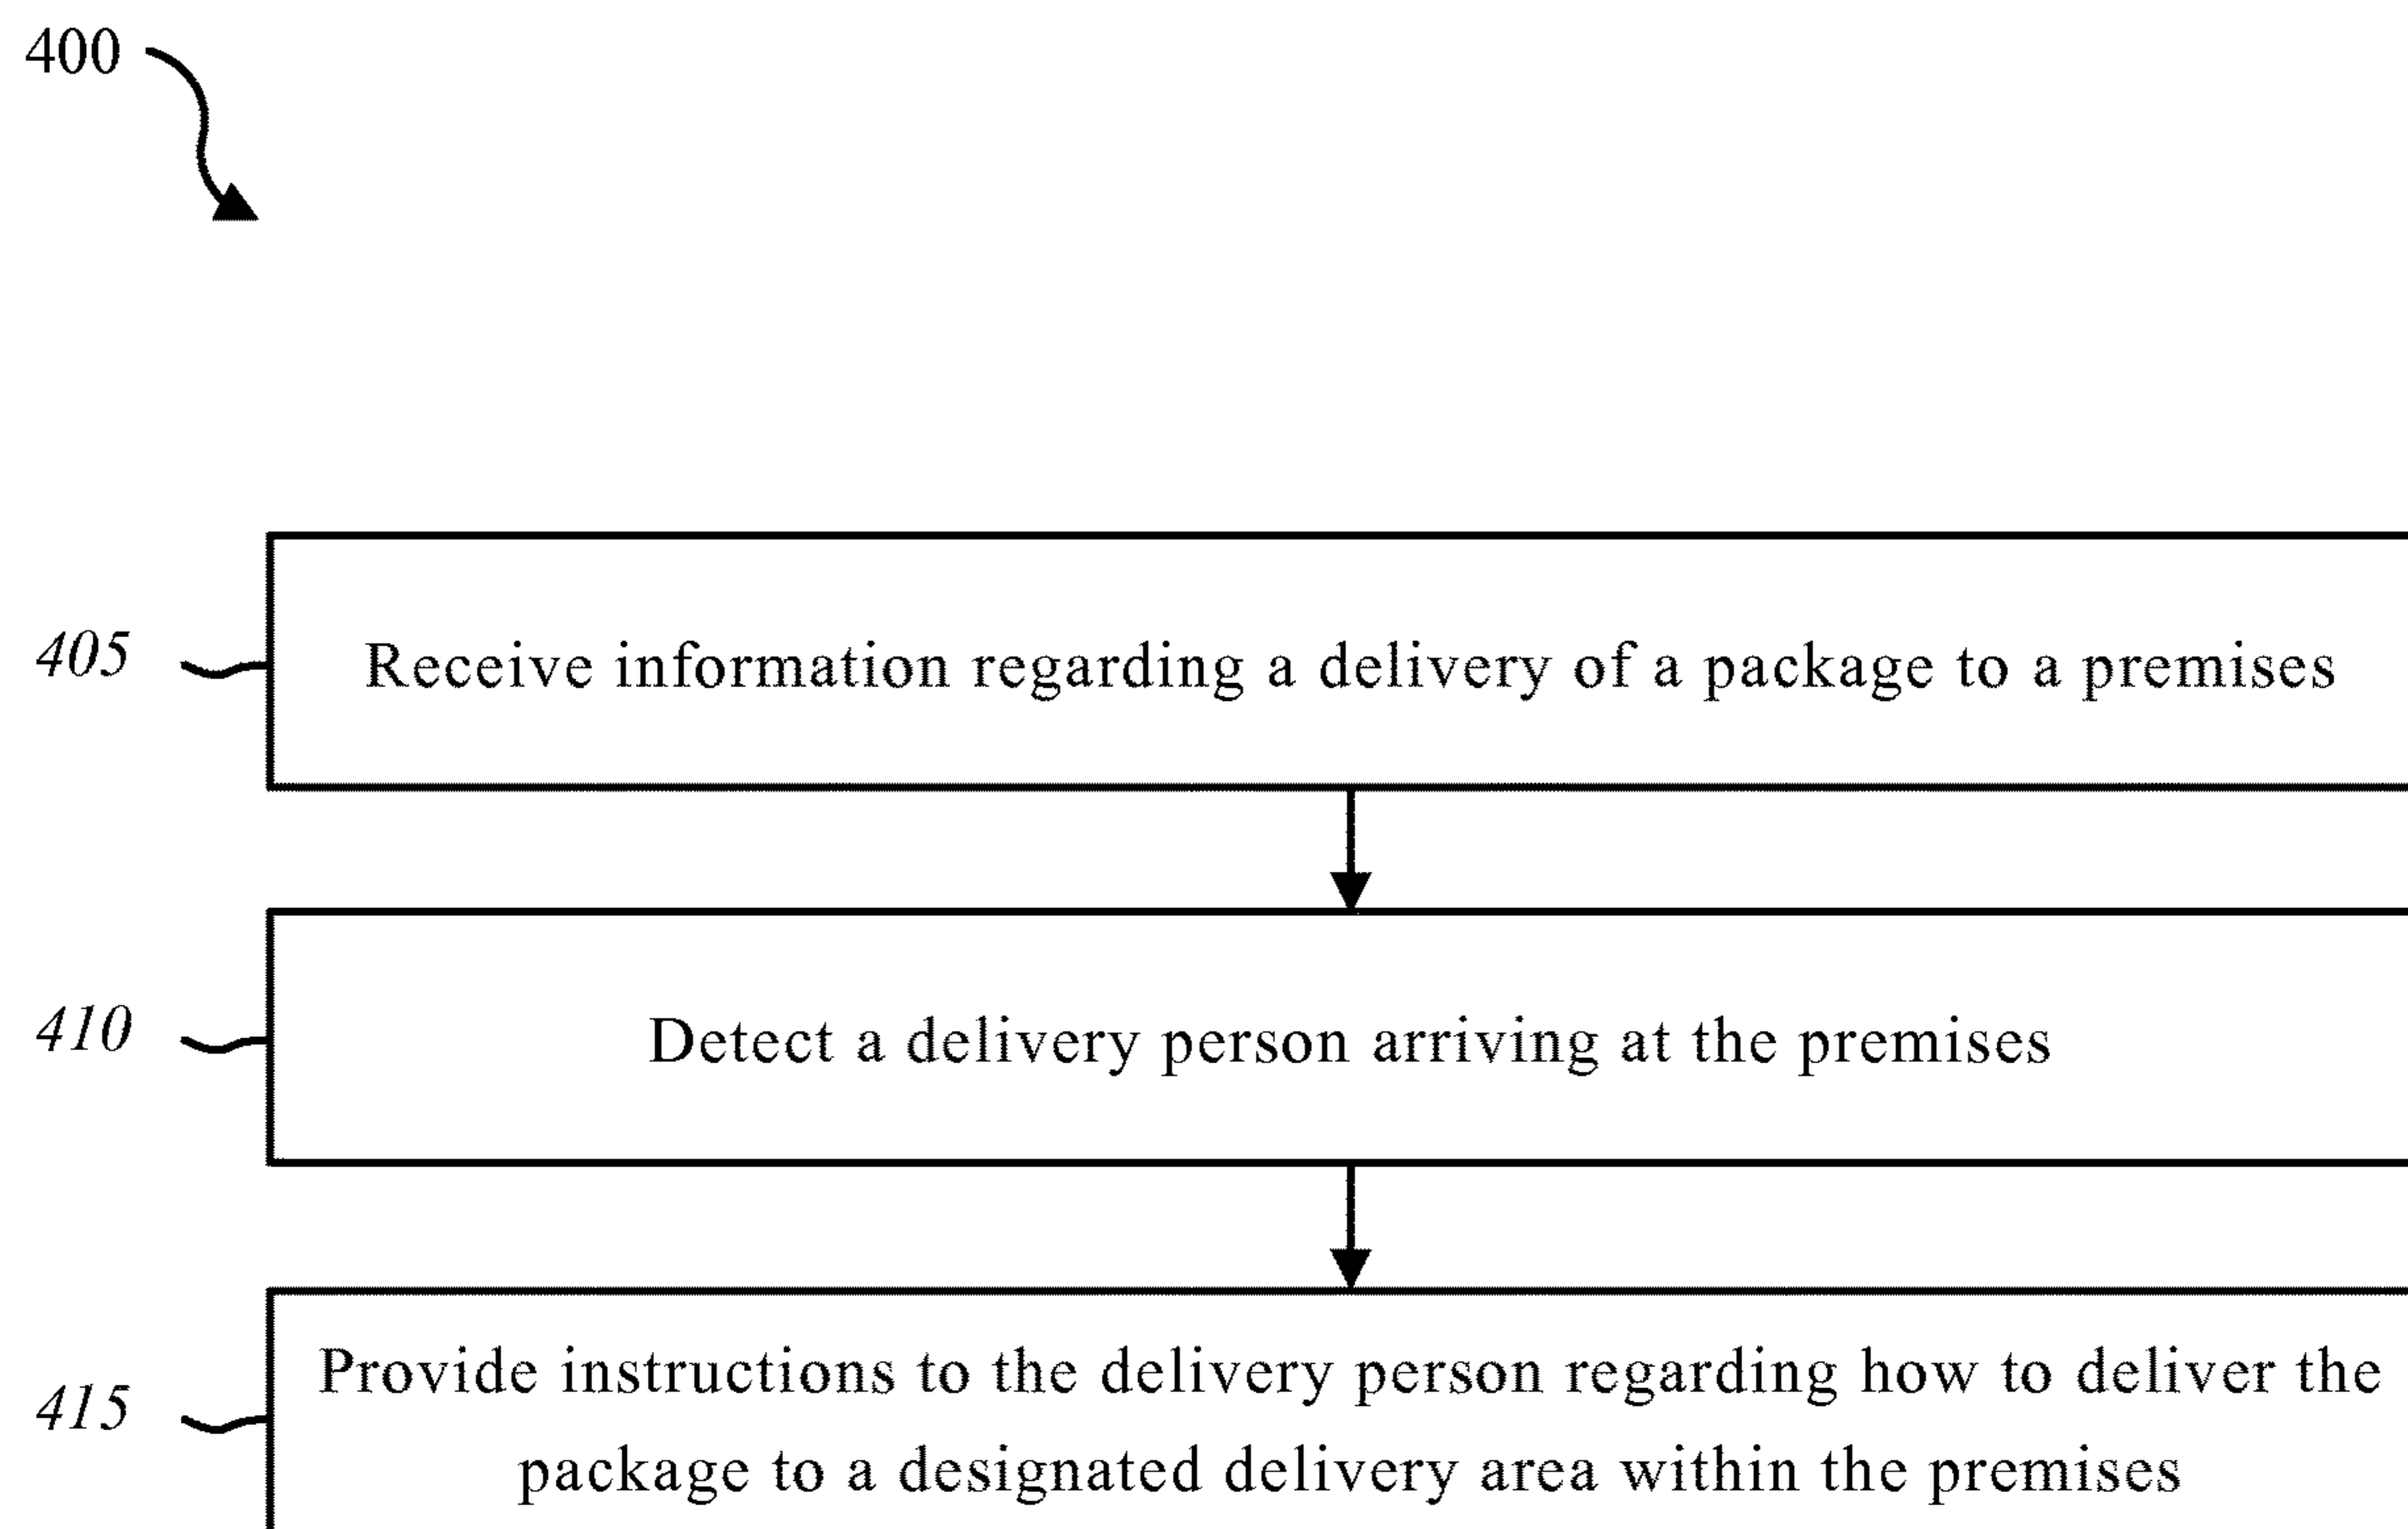 400
405
Receive information regarding a delivery of a package to a premises
410
Detect a delivery person arriving at the premises
415
Provide instructions to the delivery person regarding how to deliver the
package to a designated delivery area within the premises